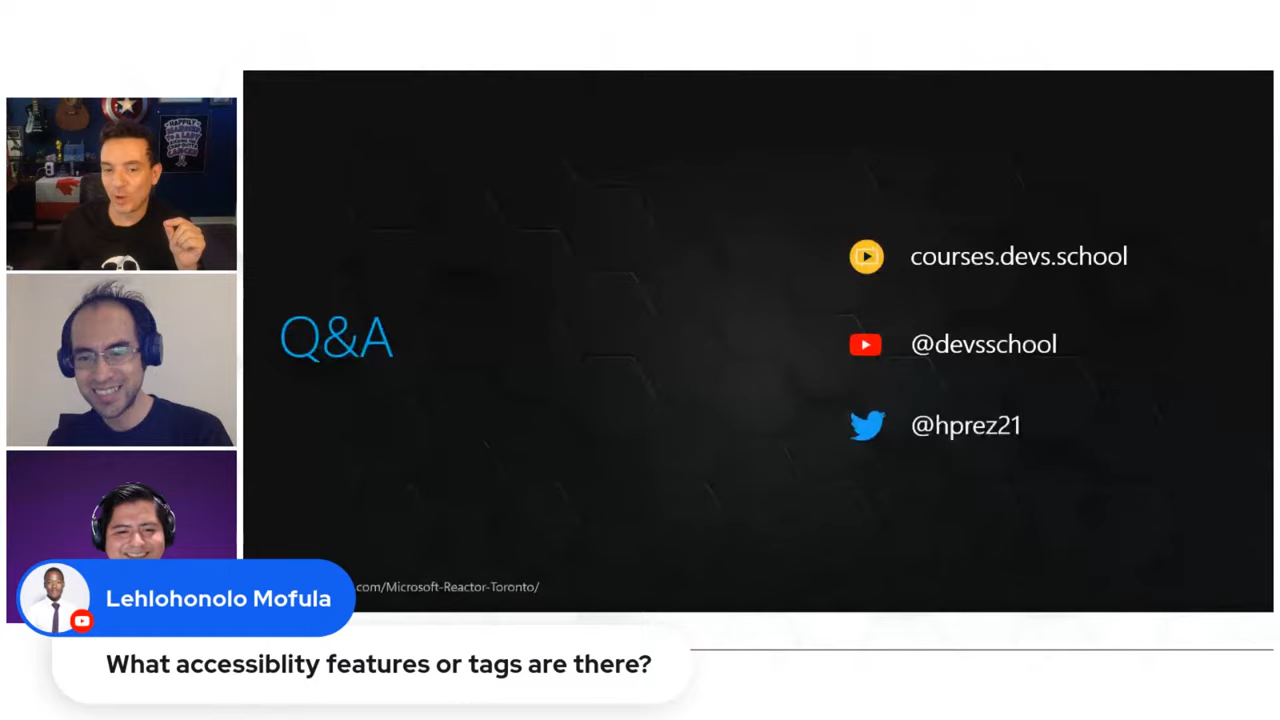 Q&A
courses.devs.school
@devsschool
@hprez21
com/Microsoft-Reactor-Toronto/
Lehlohonolo Mofula
What accessiblity features or tags are there?